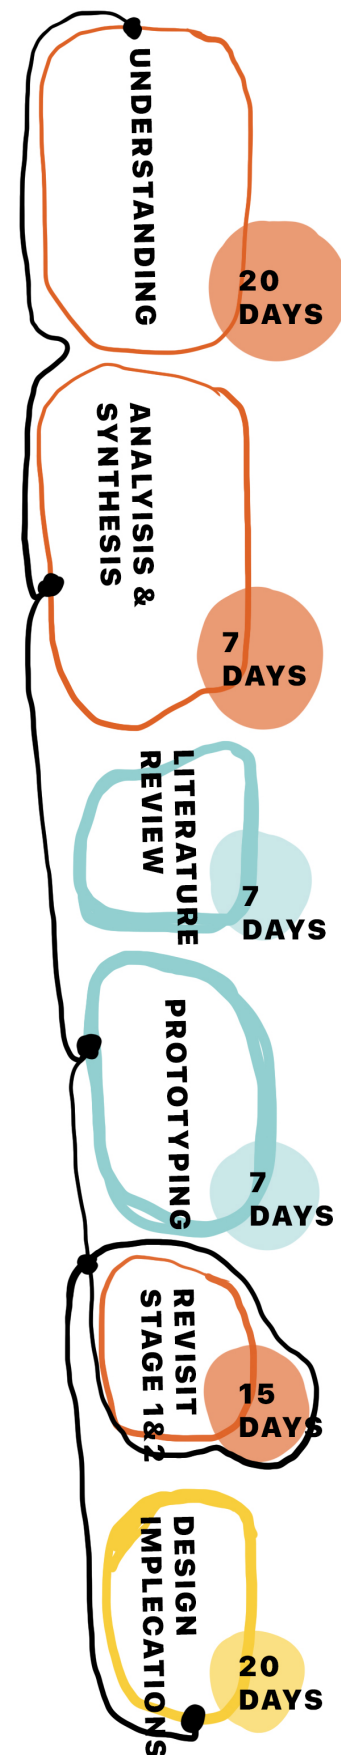 UNDERSTANDING
20
DAYS
ANALYISIS &
SYNTHESIS
7
DAYS
LITERATURE
REVIEW
7
DAYS
PROTOTYPING
7
DAYS
REVISIT
STAGE 1&2
15
DAYS
DESIGN
IMPLECATIONS
20
DAYS